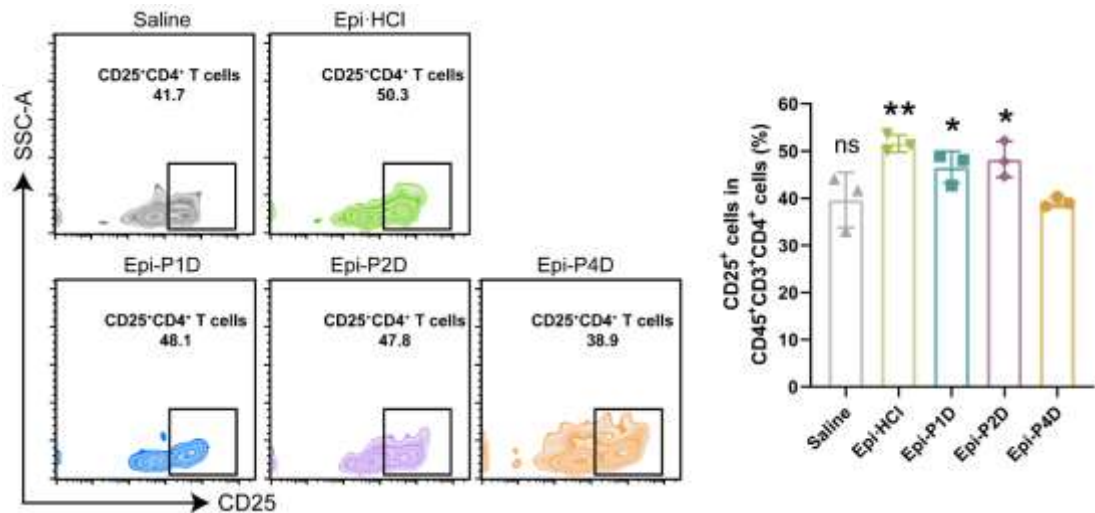 Saline
CD25⁺CD4⁺ T cells
41.7
Epi·HCl
CD25⁺CD4⁺ T cells
50.3
SSC-A
Epi-P1D
CD25⁺CD4⁺ T cells
48.1
Epi-P2D
CD25⁺CD4⁺ T cells
47.8
Epi-P4D
CD25⁺CD4⁺ T cells
38.9
CD25
CD25⁺ cells in
CD45⁺CD3⁺CD4⁺ cells (%)
60
50
40
30
20
10
0
ns
**
*
*
Saline
Epi·HCl
Epi-P1D
Epi-P2D
Epi-P4D